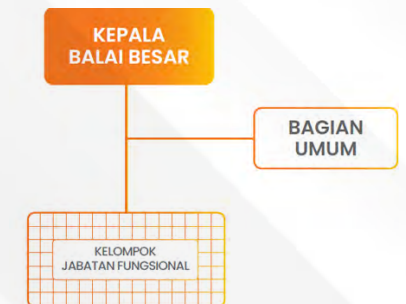 KEPALA
BALAI BESAR
BAGIAN
UMUM
KELOMPOK
JABATAN FUNGSIONAL